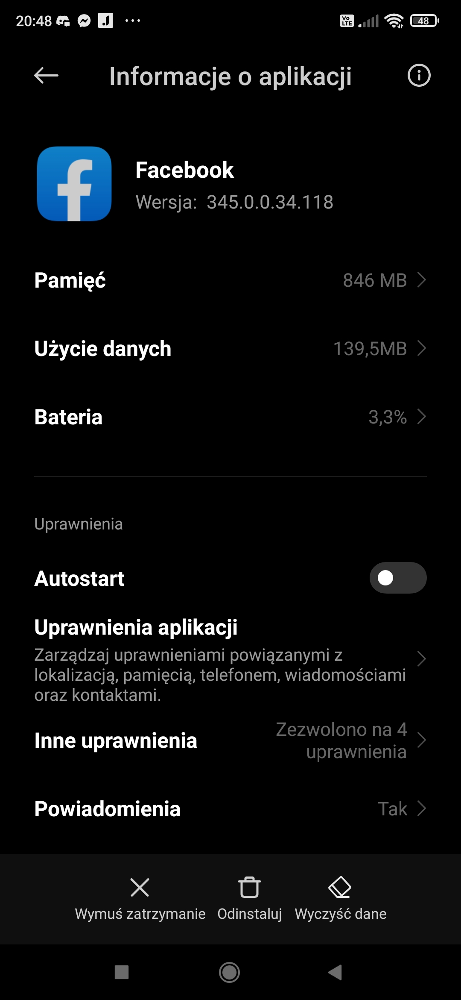 20:48 Vo LTE 48
Informacje o aplikacji
Facebook
Wersja: 345.0.0.34.118
Pamięć 846 MB
Użycie danych 139,5MB
Bateria 3,3%
Uprawnienia
Autostart
Uprawnienia aplikacji
Zarządzaj uprawnieniami powiązanymi z
lokalizacją, pamięcią, telefonem, wiadomościami
oraz kontaktami.
Inne uprawnienia Zezwolono na 4
uprawnienia
Powiadomienia Tak
Wymuś zatrzymanie Odinstaluj Wyczyść dane